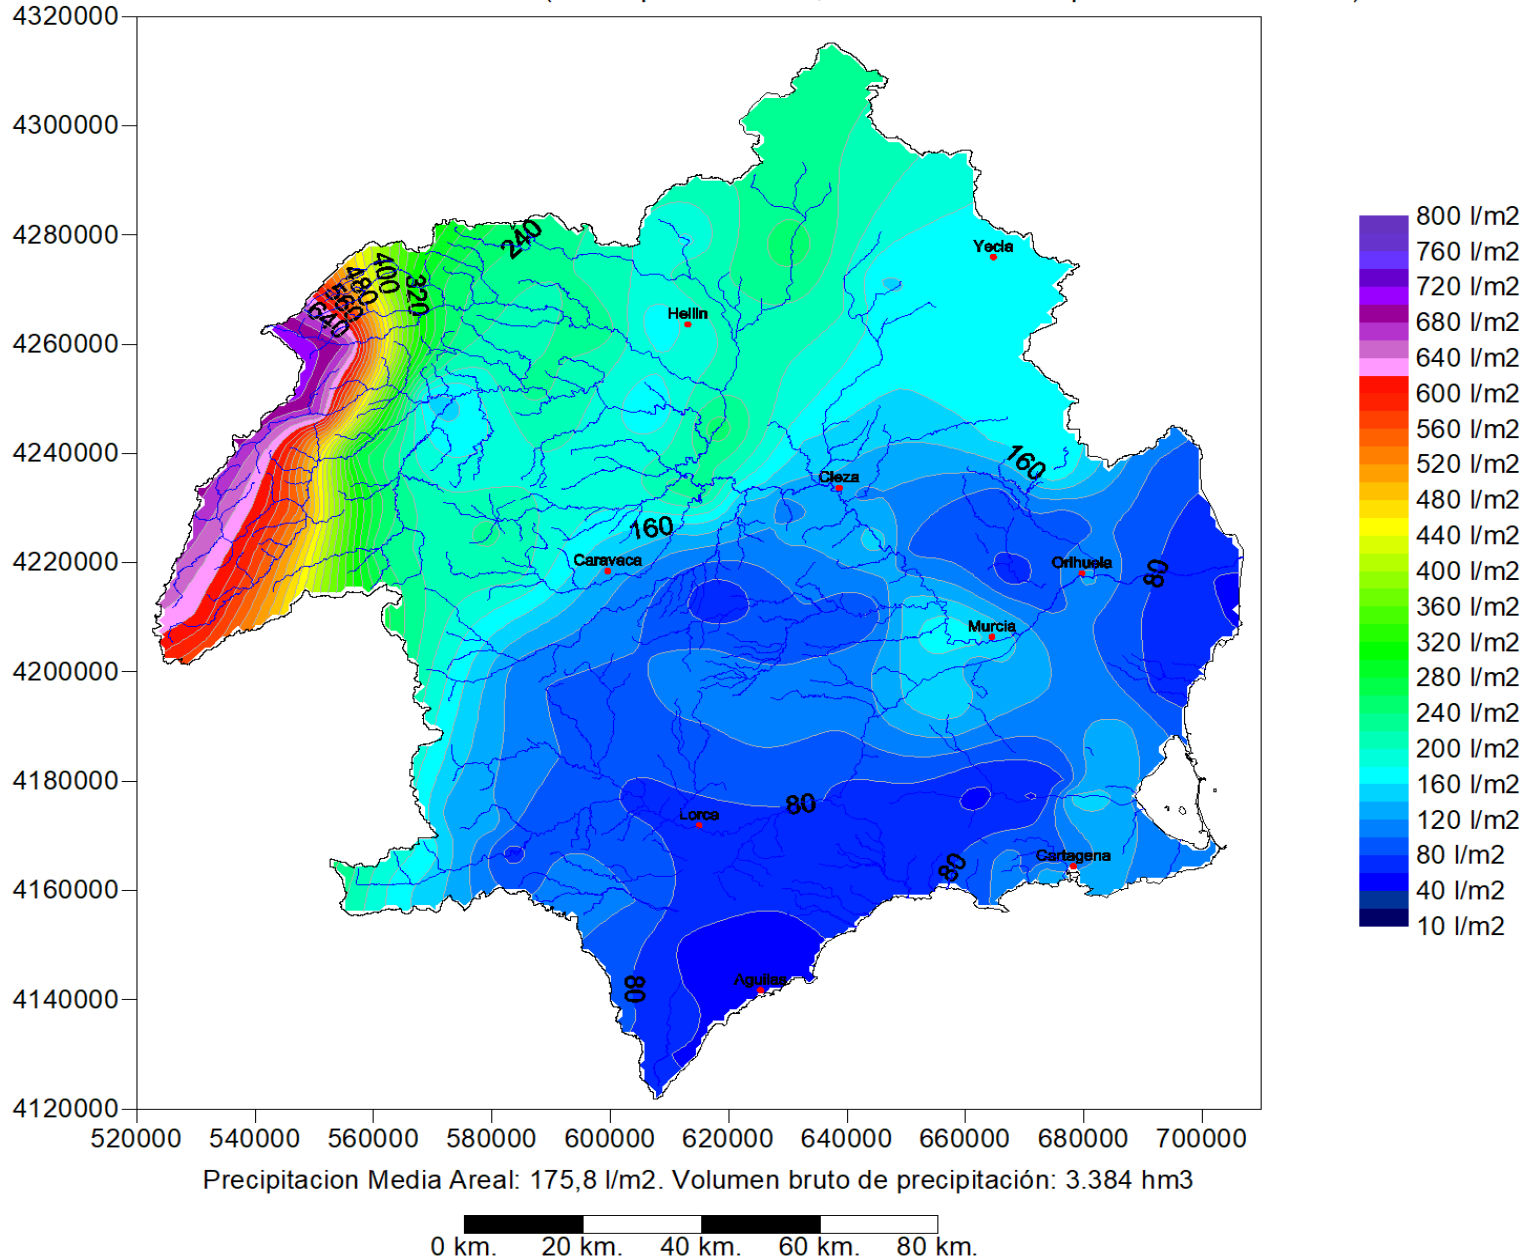 4320000
4300000
4280000
4260000
4240000
4220000
4200000
4180000
4160000
4140000
4120000
520000 540000 560000 580000 600000 620000 640000 660000 680000 700000
240
400
480
560
640
320
Yecla
Hellin
160
Cieza
160
Caravaca
Orihuela
80
Murcia
80
Lorca
80
Cartagena
80
Aguilas
800 l/m2
760 l/m2
720 l/m2
680 l/m2
640 l/m2
600 l/m2
560 l/m2
520 l/m2
480 l/m2
440 l/m2
400 l/m2
360 l/m2
320 l/m2
280 l/m2
240 l/m2
200 l/m2
160 l/m2
120 l/m2
80 l/m2
40 l/m2
10 l/m2
Precipitacion Media Areal: 175,8 l/m2. Volumen bruto de precipitación: 3.384 hm3
0 km. 20 km. 40 km. 60 km. 80 km.